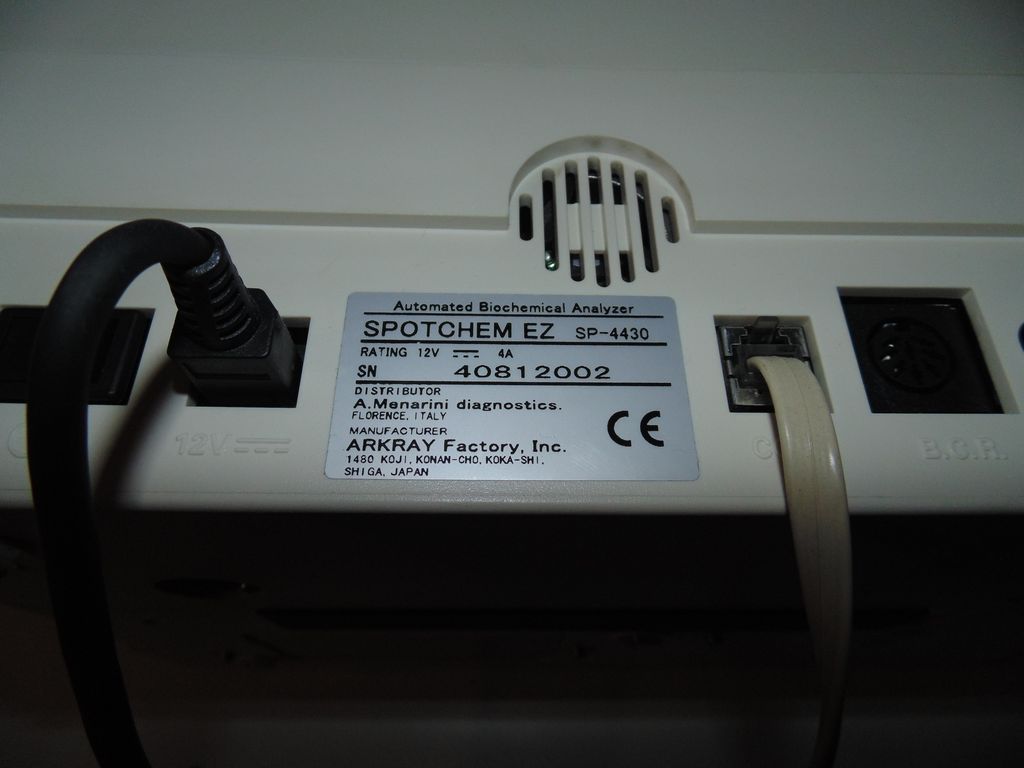 Automated Biochemical Analyzer
SPOTCHEM EZ SP-4430
RATING 12V ⎓ 4A
SN 40812002
DISTRIBUTOR
A.Menarini diagnostics.
FLORENCE, ITALY
MANUFACTURER
ARKRAY Factory, Inc.
1480 KOJI, KONAN-CHO, KOKA-SHI,
SHIGA, JAPAN
CE
12V ⎓
B.C.R.